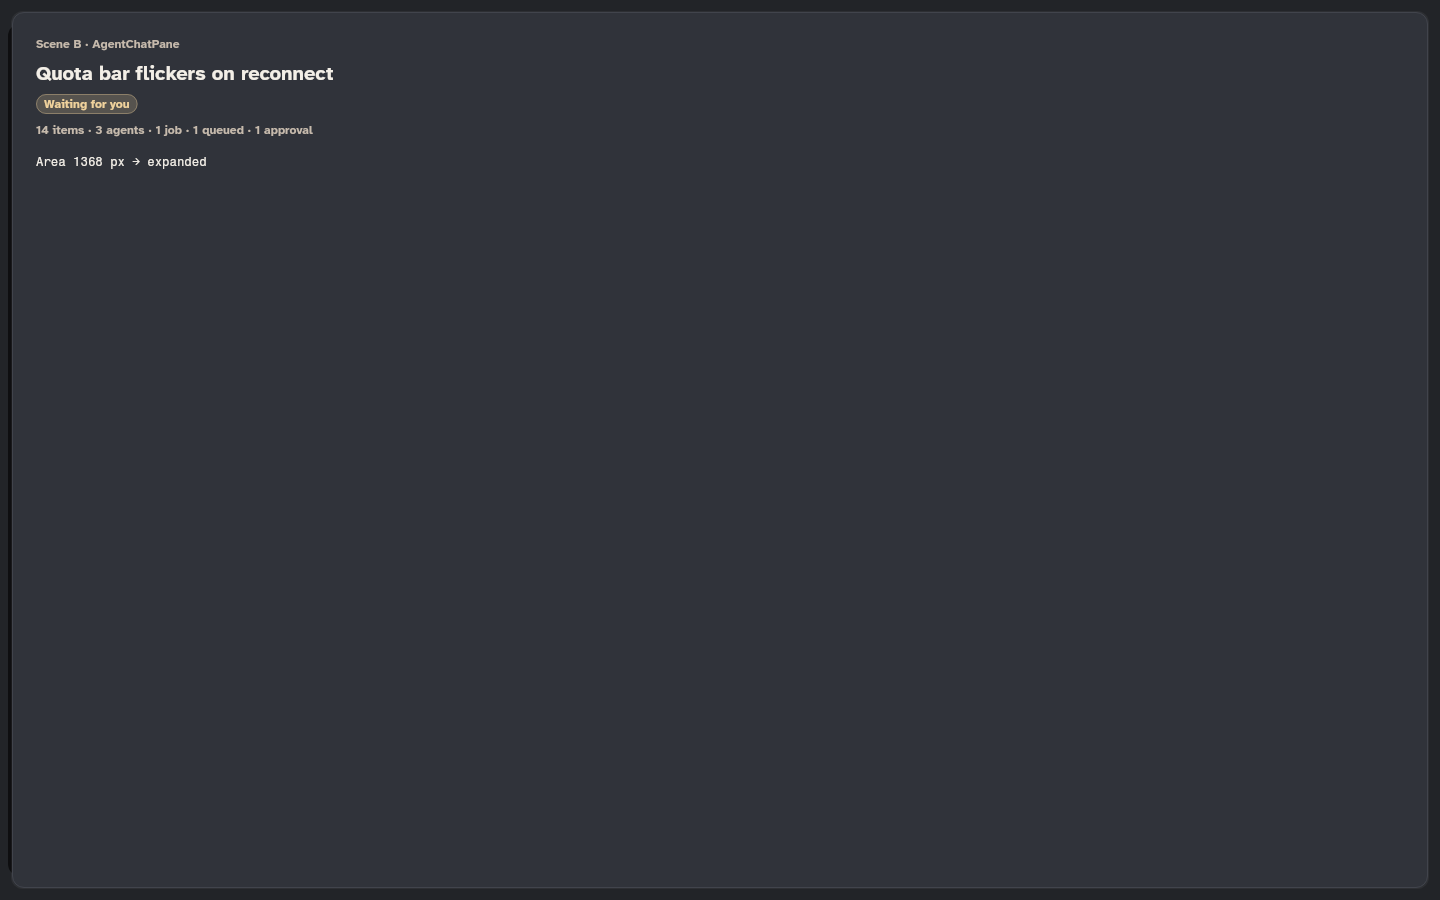 Scene B · AgentChatPane
Quota bar flickers on reconnect
Waiting for you
14 items · 3 agents · 1 job · 1 queued · 1 approval
Area 1368 px → expanded